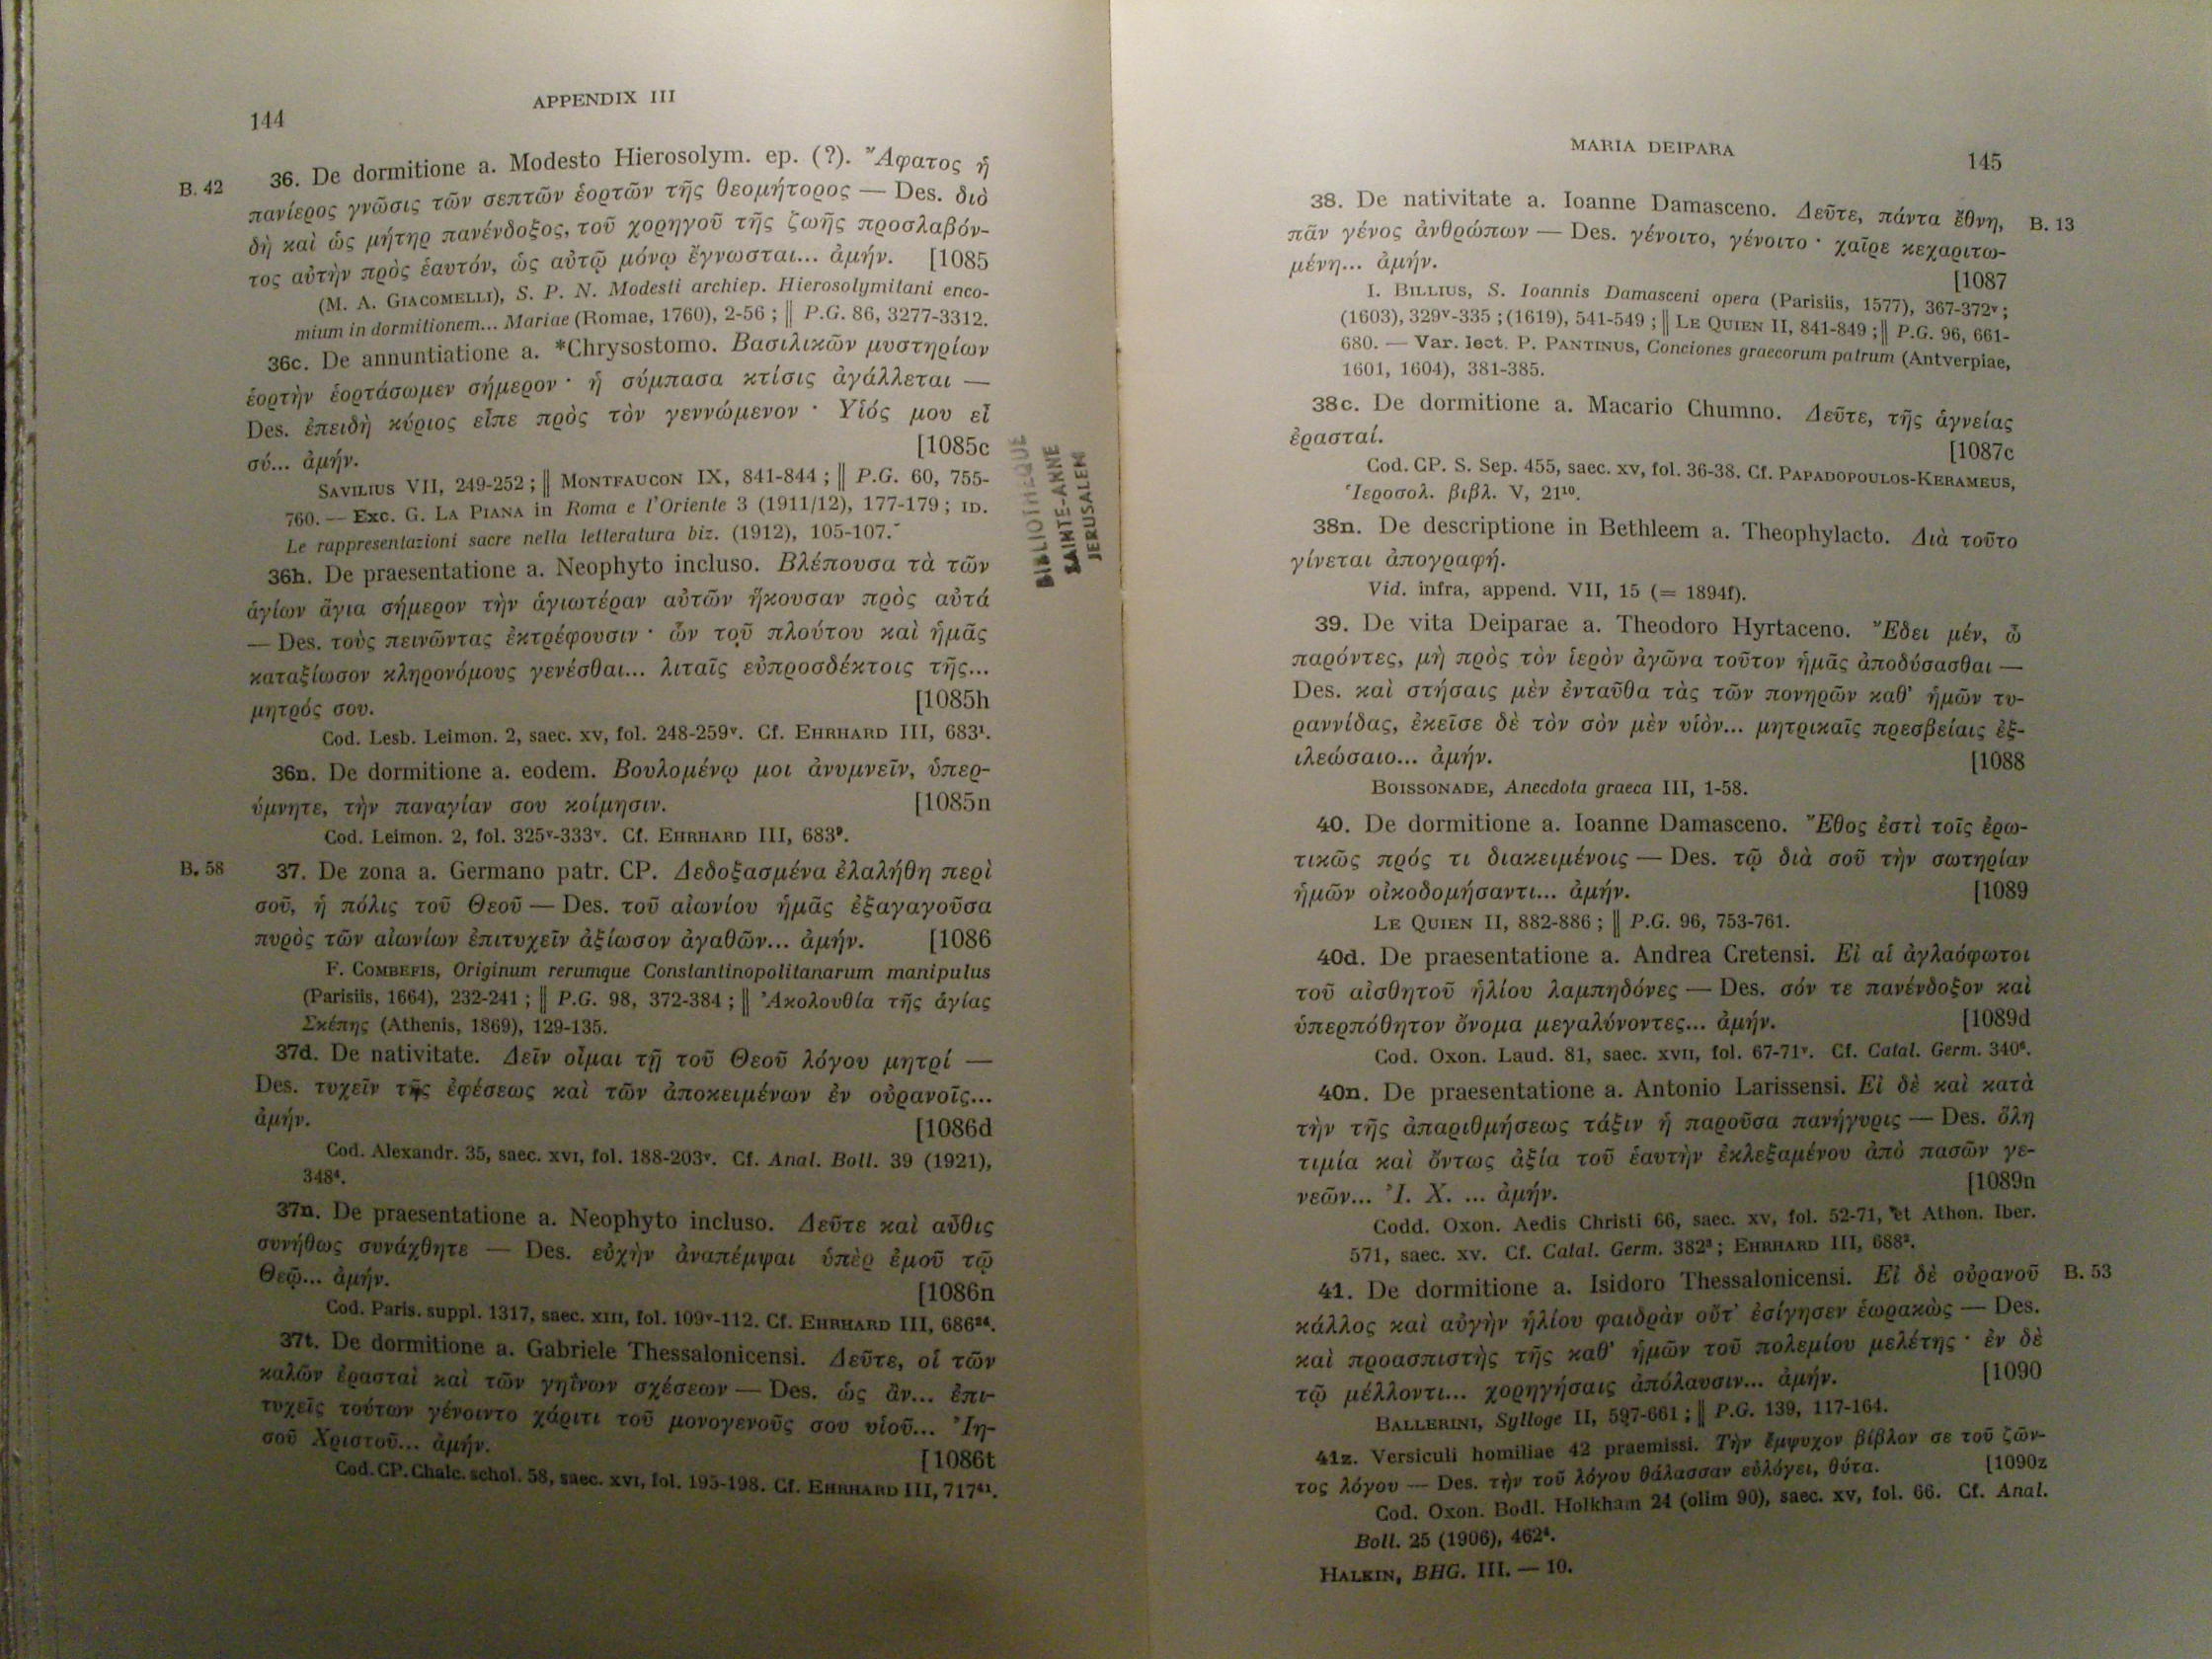 144
APPENDIX III
B. 42
36. De dormitione a. Modesto Hierosolym. ep. (?). Ἄφατος ἡ
πανίερος γνῶσις τῶν σεπτῶν ἑορτῶν τῆς θεομήτορος — Des. διὸ
δὴ καὶ ὡς μήτηρ πανένδοξος, τοῦ χορηγοῦ τῆς ζωῆς προσλαβόν-
τος αὐτὴν πρὸς ἑαυτόν, ὡς αὐτῷ μόνῳ ἔγνωσται... ἀμήν. [1085
(M. A. GIACOMELLI), S. P. N. Modesti archiep. Hierosolymitani enco-
mium in dormitionem... Mariae (Romae, 1760), 2-56 ; || P.G. 86, 3277-3312.
36c. De annuntiatione a. *Chrysostomo. Βασιλικῶν μυστηρίων
ἑορτὴν ἑορτάσωμεν σήμερον · ἡ σύμπασα κτίσις ἀγάλλεται —
Des. ἐπειδὴ κύριος εἶπε πρὸς τὸν γεννώμενον · Υἱός μου εἶ
σύ... ἀμήν. [1085c
SAVILIUS VII, 249-252 ; || MONTFAUCON IX, 841-844 ; || P.G. 60, 755-
760. — Exc. G. LA PIANA in Roma e l'Oriente 3 (1911/12), 177-179 ; ID.
Le rappresentazioni sacre nella letteratura biz. (1912), 105-107.
36h. De praesentatione a. Neophyto incluso. Βλέπουσα τὰ τῶν
ἁγίων ἅγια σήμερον τὴν ἁγιωτέραν αὐτῶν ἥκουσαν πρὸς αὐτά
— Des. τοὺς πεινῶντας ἐκτρέφουσιν · ὧν τοῦ πλούτου καὶ ἡμᾶς
καταξίωσον κληρονόμους γενέσθαι... λιταῖς εὐπροσδέκτοις τῆς...
μητρός σου. [1085h
Cod. Lesb. Leimon. 2, saec. XV, fol. 248-259ᵛ. Cf. EHRHARD III, 683¹.
36n. De dormitione a. eodem. Βουλομένῳ μοι ἀνυμνεῖν, ὑπερ-
ύμνητε, τὴν παναγίαν σου κοίμησιν. [1085n
Cod. Leimon. 2, fol. 325ᵛ-333ᵛ. Cf. EHRHARD III, 683⁹.
B. 58
37. De zona a. Germano patr. CP. Δεδοξασμένα ἐλαλήθη περὶ
σοῦ, ἡ πόλις τοῦ Θεοῦ — Des. τοῦ αἰωνίου ἡμᾶς ἐξαγαγοῦσα
πυρὸς τῶν αἰωνίων ἐπιτυχεῖν ἀξίωσον ἀγαθῶν... ἀμήν. [1086
F. COMBEFIS, Originum rerumque Constantinopolitanarum manipulus
(Parisiis, 1664), 232-241 ; || P.G. 98, 372-384 ; || Ἀκολουθία τῆς ἁγίας
Σκέπης (Athenis, 1869), 129-135.
37d. De nativitate. Δεῖν οἶμαι τῇ τοῦ Θεοῦ λόγου μητρί —
Des. τυχεῖν τῆς ἐφέσεως καὶ τῶν ἀποκειμένων ἐν οὐρανοῖς...
ἀμήν. [1086d
Cod. Alexandr. 35, saec. XVI, fol. 188-203ᵛ. Cf. Anal. Boll. 39 (1921),
348⁴.
37n. De praesentatione a. Neophyto incluso. Δεῦτε καὶ αὖθις
συνήθως συνάχθητε — Des. εὐχὴν ἀναπέμψαι ὑπὲρ ἐμοῦ τῷ
Θεῷ... ἀμήν. [1086n
Cod. Paris. suppl. 1317, saec. XIII, fol. 109ᵛ-112. Cf. EHRHARD III, 686²⁴.
37t. De dormitione a. Gabriele Thessalonicensi. Δεῦτε, οἱ τῶν
καλῶν ἐρασταὶ καὶ τῶν γηΐνων σχέσεων — Des. ὡς ἂν... ἐπι-
τυχεῖς τούτων γένοιντο χάριτι τοῦ μονογενοῦς σου υἱοῦ... Ἰη-
σοῦ Χριστοῦ... ἀμήν. [1086t
Cod. CP. Chalc. schol. 58, saec. XVI, fol. 195-198. Cf. EHRHARD III, 717⁴¹.
BIBLIOTHEQUE
SAINTE-ANNE
JERUSALEM
MARIA DEIPARA
145
38. De nativitate a. Ioanne Damasceno. Δεῦτε, πάντα ἔθνη, B. 13
πᾶν γένος ἀνθρώπων — Des. γένοιτο, γένοιτο · χαῖρε κεχαριτω-
μένη... ἀμήν. [1087
I. BILLIUS, S. Ioannis Damasceni opera (Parisiis, 1577), 367-372ᵛ ;
(1603), 329ᵛ-335 ; (1619), 541-549 ; || LE QUIEN II, 841-849 ; || P.G. 96, 661-
680. — Var. lect. P. PANTINUS, Conciones graecorum patrum (Antverpiae,
1601, 1604), 381-385.
38c. De dormitione a. Macario Chumno. Δεῦτε, τῆς ἁγνείας
ἐρασταί. [1087c
Cod. CP. S. Sep. 455, saec. XV, fol. 36-38. Cf. PAPADOPOULOS-KERAMEUS,
Ἱεροσολ. βιβλ. V, 21¹⁰.
38n. De descriptione in Bethleem a. Theophylacto. Διὰ τοῦτο
γίνεται ἀπογραφή.
Vid. infra, append. VII, 15 (= 1894f).
39. De vita Deiparae a. Theodoro Hyrtaceno. Ἔδει μέν, ὦ
παρόντες, μὴ πρὸς τὸν ἱερὸν ἀγῶνα τοῦτον ἡμᾶς ἀποδύσασθαι —
Des. καὶ στήσαις μὲν ἐνταῦθα τὰς τῶν πονηρῶν καθ' ἡμῶν τυ-
ραννίδας, ἐκεῖσε δὲ τὸν σὸν μὲν υἱὸν... μητρικαῖς πρεσβείαις ἐξ-
ιλεώσαιο... ἀμήν. [1088
BOISSONADE, Anecdota graeca III, 1-58.
40. De dormitione a. Ioanne Damasceno. Ἔθος ἐστὶ τοῖς ἐρω-
τικῶς πρός τι διακειμένοις — Des. τῷ διὰ σοῦ τὴν σωτηρίαν
ἡμῶν οἰκοδομήσαντι... ἀμήν. [1089
LE QUIEN II, 882-886 ; || P.G. 96, 753-761.
40d. De praesentatione a. Andrea Cretensi. Εἰ αἱ ἀγλαόφωτοι
τοῦ αἰσθητοῦ ἡλίου λαμπηδόνες — Des. σόν τε πανένδοξον καὶ
ὑπερπόθητον ὄνομα μεγαλύνοντες... ἀμήν. [1089d
Cod. Oxon. Laud. 81, saec. XVII, fol. 67-71ᵛ. Cf. Catal. Germ. 340⁶.
40n. De praesentatione a. Antonio Larissensi. Εἰ δὲ καὶ κατὰ
τὴν τῆς ἀπαριθμήσεως τάξιν ἡ παροῦσα πανήγυρις — Des. ὅλη
τιμία καὶ ὄντως ἀξία τοῦ ἑαυτὴν ἐκλεξαμένου ἀπὸ πασῶν γε-
νεῶν... Ἰ. Χ. ... ἀμήν. [1089n
Codd. Oxon. Aedis Christi 66, saec. XV, fol. 52-71, et Athon. Iber.
571, saec. XV. Cf. Catal. Germ. 382³ ; EHRHARD III, 688².
41. De dormitione a. Isidoro Thessalonicensi. Εἰ δὲ οὐρανοῦ B. 53
κάλλος καὶ αὐγὴν ἡλίου φαιδρὰν οὔτ' ἐσίγησεν ἑωρακὼς — Des.
καὶ προασπιστὴς τῆς καθ' ἡμῶν τοῦ πολεμίου μελέτης · ἐν δὲ
τῷ μέλλοντι... χορηγήσαις ἀπόλαυσιν... ἀμήν. [1090
BALLERINI, Sylloge II, 597-661 ; || P.G. 139, 117-164.
41z. Versiculi homiliae 42 praemissi. Τὴν ἔμψυχον βίβλον σε τοῦ ζῶν-
τος λόγου — Des. τὴν τοῦ λόγου θάλασσαν εὐλόγει, θύτα. [1090z
Cod. Oxon. Bodl. Holkham 24 (olim 90), saec. XV, fol. 66. Cf. Anal.
Boll. 25 (1906), 462⁴.
HALKIN, BHG. III. — 10.